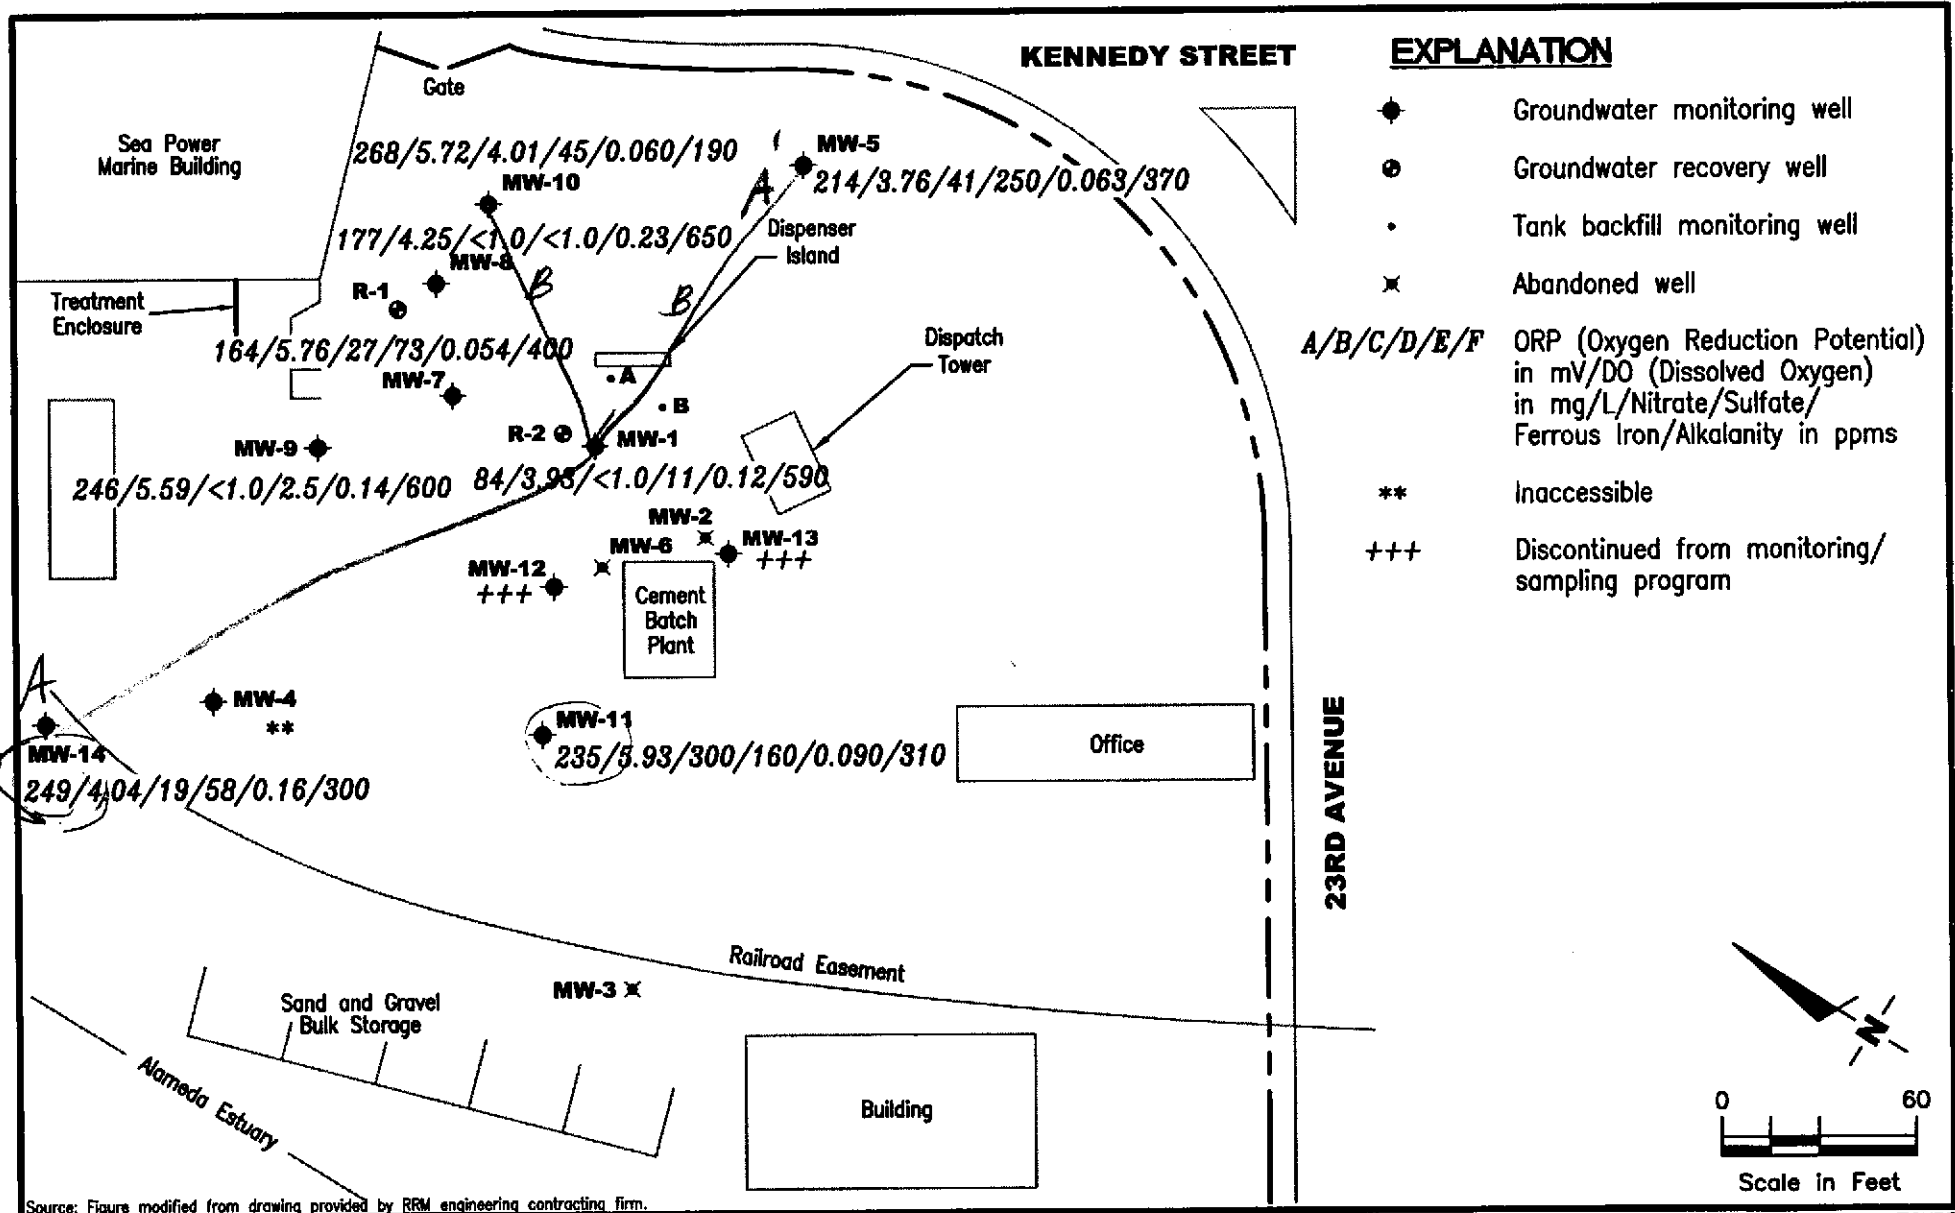 KENNEDY STREET
EXPLANATION
Gate
Groundwater monitoring well
Groundwater recovery well
Tank backfill monitoring well
Abandoned well
A/B/C/D/E/F
ORP (Oxygen Reduction Potential)
in mV/DO (Dissolved Oxygen)
in mg/L/Nitrate/Sulfate/
Ferrous Iron/Alkalanity in ppms
**
Inaccessible
+++
Discontinued from monitoring/
sampling program
Sea Power
Marine Building
268/5.72/4.01/45/0.060/190
MW-10
MW-5
214/3.76/41/250/0.063/370
A'
177/4.25/<1.0/<1.0/0.23/650
MW-8
Dispenser
Island
B
B
R-1
Treatment
Enclosure
164/5.76/27/73/0.054/400
MW-7
A
B
Dispatch
Tower
R-2
MW-1
MW-9
246/5.59/<1.0/2.5/0.14/600
84/3.93/<1.0/11/0.12/590
MW-2
MW-6
MW-13
+++
MW-12
+++
Cement
Batch
Plant
A
MW-4
**
MW-14
249/4.04/19/58/0.16/300
MW-11
235/5.93/300/160/0.090/310
Office
23RD AVENUE
Railroad Easement
MW-3
Sand and Gravel
Bulk Storage
Alameda Estuary
Building
N
0 60
Scale in Feet
Source: Figure modified from drawing provided by RRM engineering contracting firm.